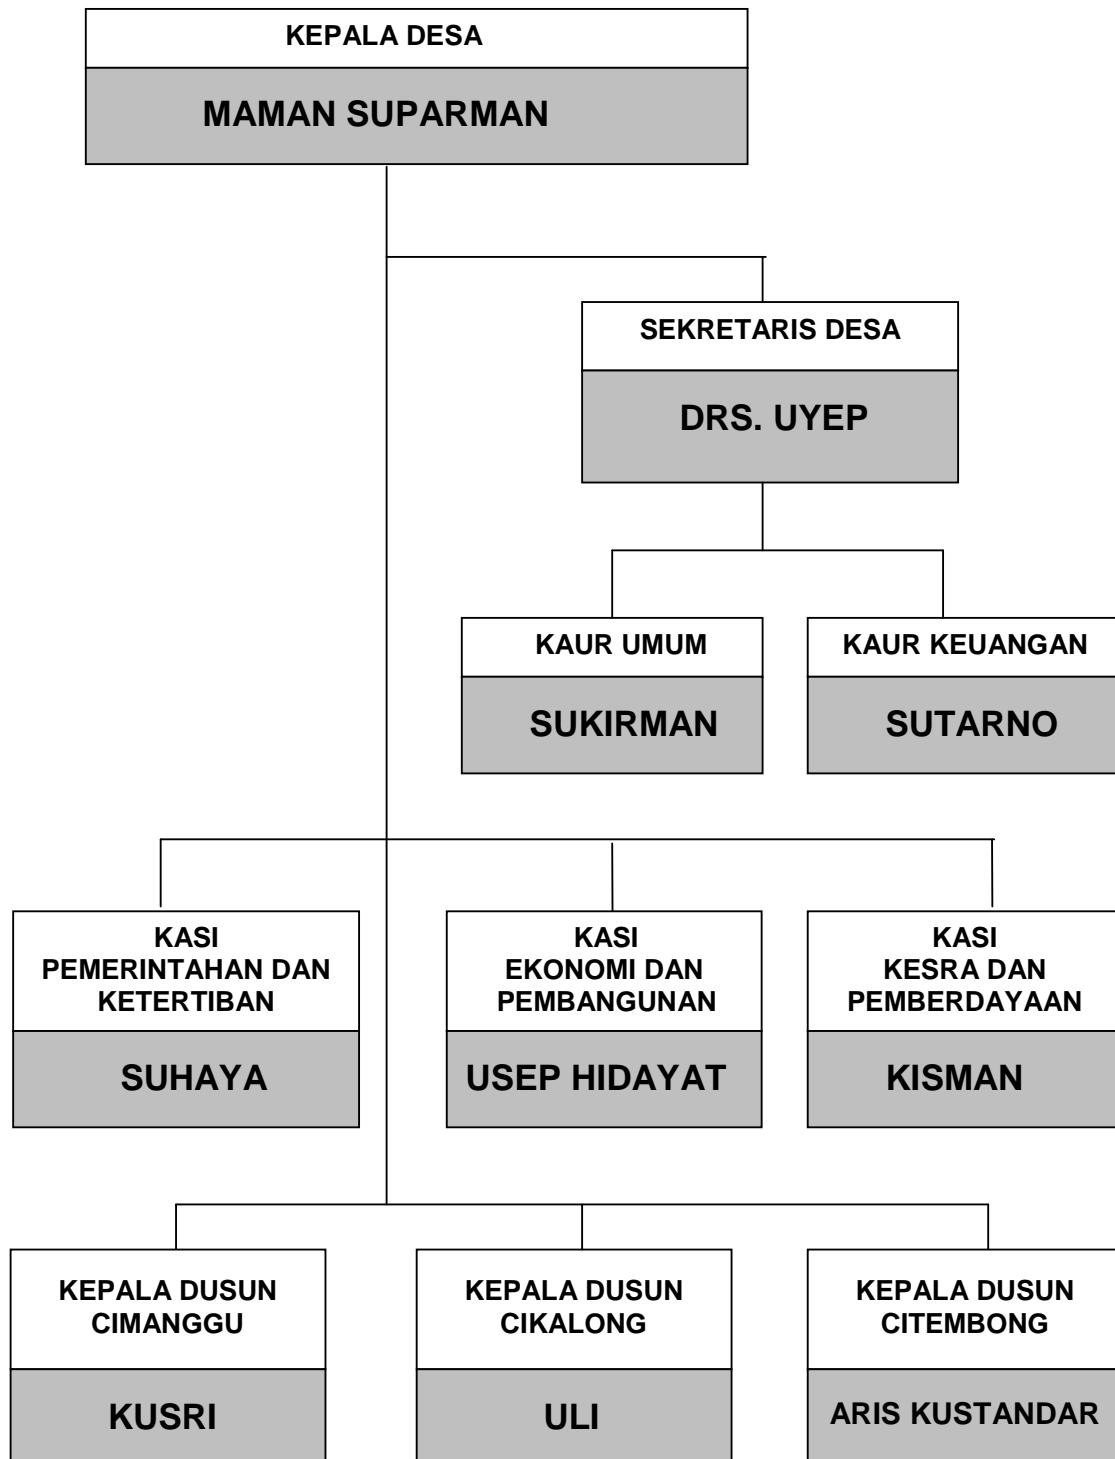 KEPALA DESA
MAMAN SUPARMAN
SEKRETARIS DESA
DRS. UYEP
KAUR UMUM
SUKIRMAN
KAUR KEUANGAN
SUTARNO
KASI
PEMERINTAHAN DAN
KETERTIBAN
SUHAYA
KASI
EKONOMI DAN
PEMBANGUNAN
USEP HIDAYAT
KASI
KESRA DAN
PEMBERDAYAAN
KISMAN
KEPALA DUSUN
CIMANGGU
KUSRI
KEPALA DUSUN
CIKALONG
ULI
KEPALA DUSUN
CITEMBONG
ARIS KUSTANDAR